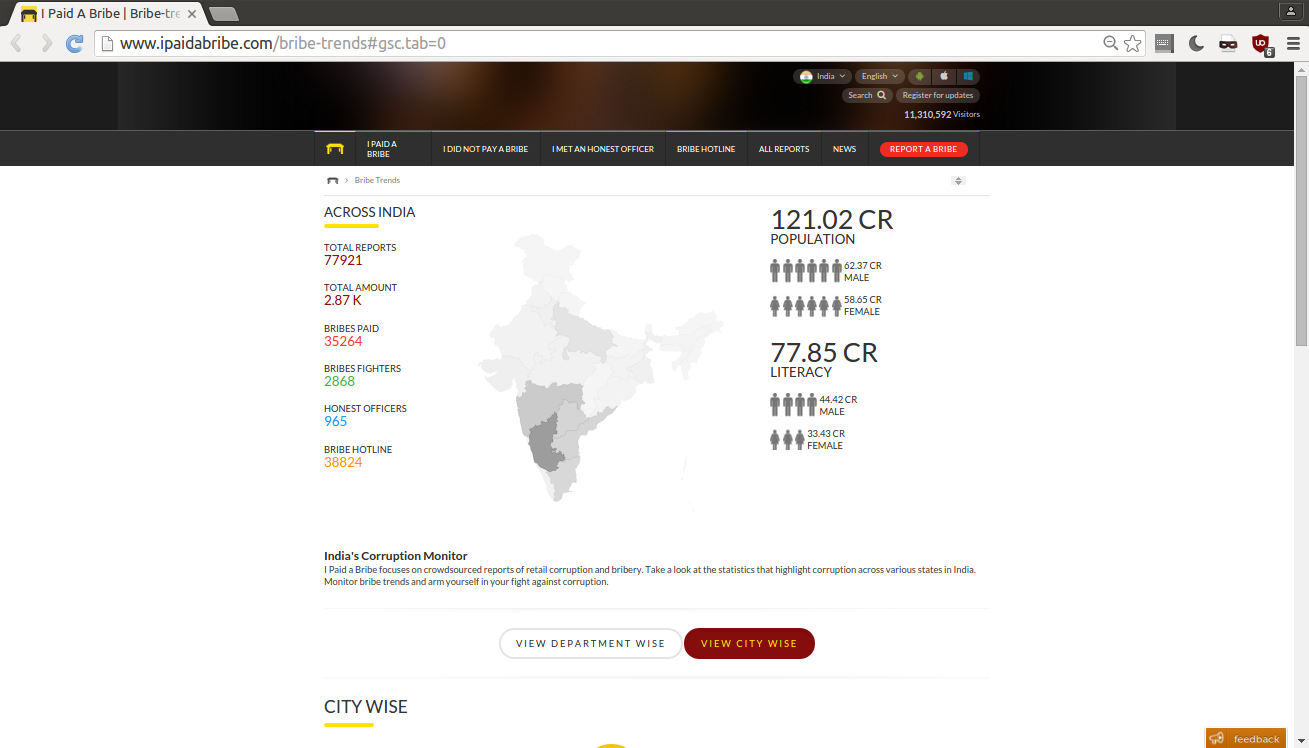 I Paid A Bribe | Bribe-tre
www.ipaidabribe.com/bribe-trends#gsc.tab=0
6
India
English
Search
Register for updates
11,310,592 Visitors
I PAID A
BRIBE
I DID NOT PAY A BRIBE
I MET AN HONEST OFFICER
BRIBE HOTLINE
ALL REPORTS
NEWS
REPORT A BRIBE
> Bribe Trends
ACROSS INDIA
TOTAL REPORTS
77921
TOTAL AMOUNT
2.87 K
BRIBES PAID
35264
BRIBES FIGHTERS
2868
HONEST OFFICERS
965
BRIBE HOTLINE
38824
121.02 CR
POPULATION
62.37 CR
MALE
58.65 CR
FEMALE
77.85 CR
LITERACY
44.42 CR
MALE
33.43 CR
FEMALE
India's Corruption Monitor
I Paid a Bribe focuses on crowdsourced reports of retail corruption and bribery. Take a look at the statistics that highlight corruption across various states in India.
Monitor bribe trends and arm yourself in your fight against corruption.
VIEW DEPARTMENT WISE
VIEW CITY WISE
CITY WISE
feedback